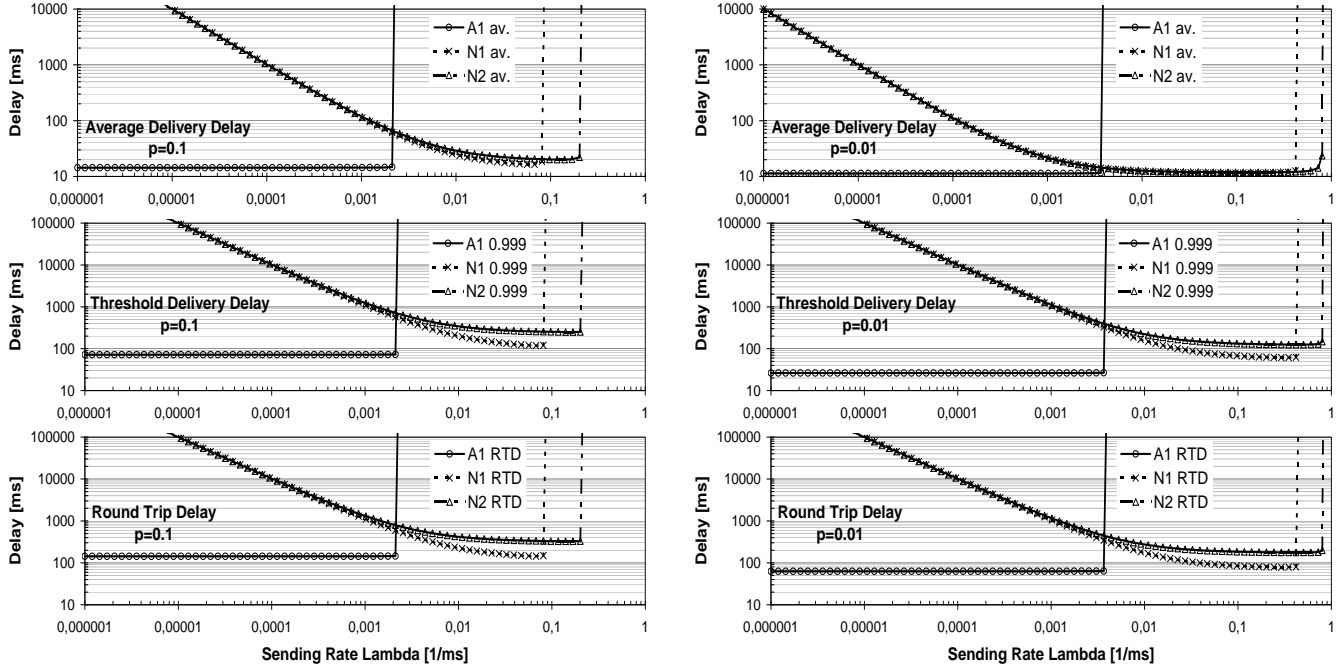 10000
1000
100
10
Delay [ms]
A1 av.
N1 av.
N2 av.
Average Delivery Delay
p=0.1
0,000001 0,00001 0,0001 0,001 0,01 0,1 1
100000
10000
1000
100
10
Delay [ms]
A1 0.999
N1 0.999
N2 0.999
Threshold Delivery Delay
p=0.1
0,000001 0,00001 0,0001 0,001 0,01 0,1 1
100000
10000
1000
100
10
Delay [ms]
A1 RTD
N1 RTD
N2 RTD
Round Trip Delay
p=0.1
0,000001 0,00001 0,0001 0,001 0,01 0,1 1
Sending Rate Lambda [1/ms]
10000
1000
100
10
Delay [ms]
A1 av.
N1 av.
N2 av.
Average Delivery Delay
p=0.01
0,000001 0,00001 0,0001 0,001 0,01 0,1 1
100000
10000
1000
100
10
Delay [ms]
A1 0.999
N1 0.999
N2 0.999
Threshold Delivery Delay
p=0.01
0,000001 0,00001 0,0001 0,001 0,01 0,1 1
100000
10000
1000
100
10
Delay [ms]
A1 RTD
N1 RTD
N2 RTD
Round Trip Delay
p=0.01
0,000001 0,00001 0,0001 0,001 0,01 0,1 1
Sending Rate Lambda [1/ms]